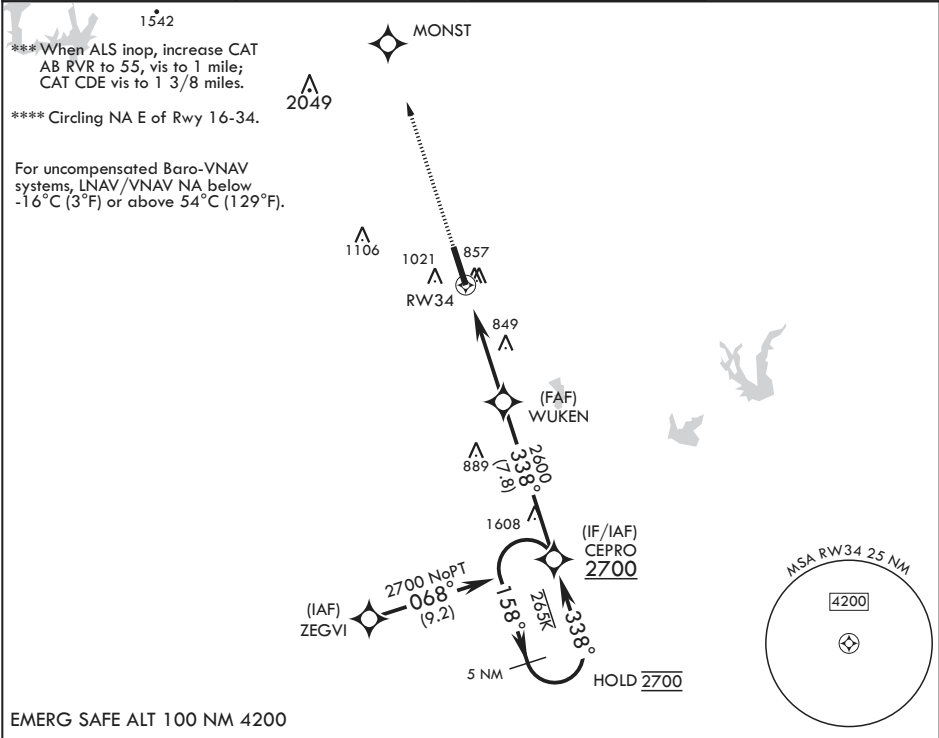 1542
*** When ALS inop, increase CAT
AB RVR to 55, vis to 1 mile;
CAT CDE vis to 1 3/8 miles.
**** Circling NA E of Rwy 16-34.
For uncompensated Baro-VNAV
systems, LNAV/VNAV NA below
-16°C (3°F) or above 54°C (129°F).
MONST
2049
1106
1021
857
RW34
849
(FAF)
WUKEN
889
2600
338°
(7.8)
1608
(IF/IAF)
CEPRO
2700
2700 NoPT
068°
(9.2)
(IAF)
ZEGVI
158°
265K
338°
5 NM
HOLD 2700
MSA RW34 25 NM
4200
EMERG SAFE ALT 100 NM 4200